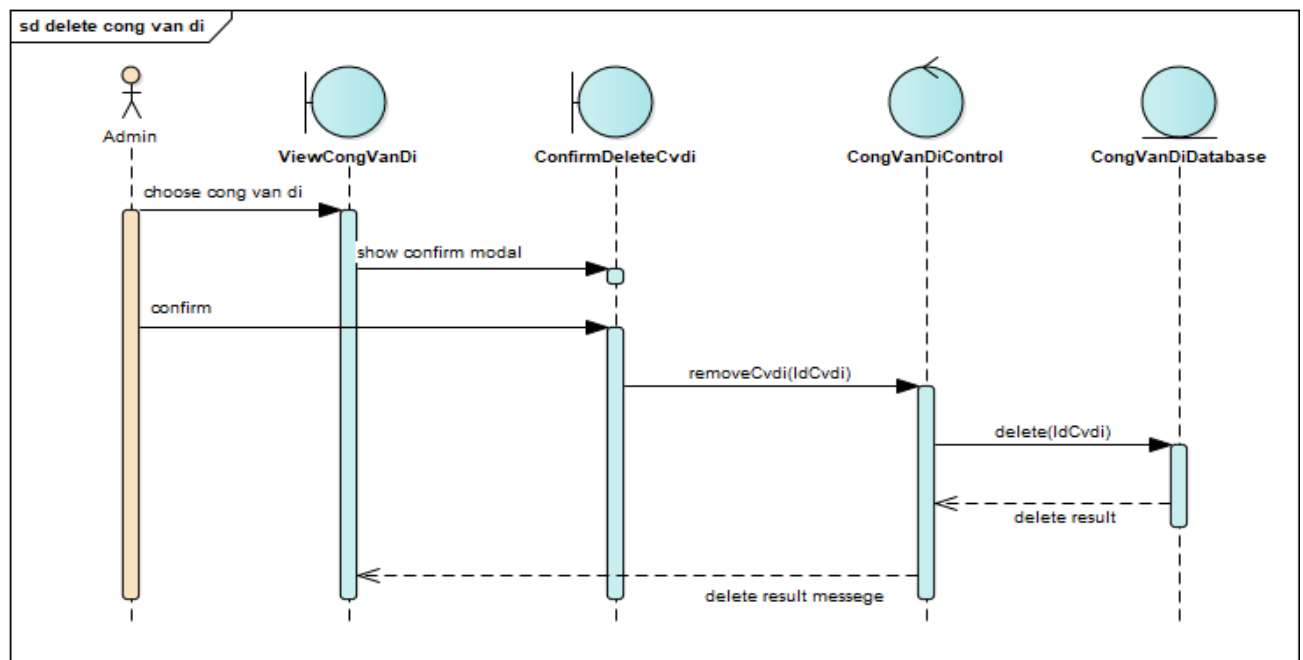 sd delete cong van di
Admin
ViewCongVanDi
ConfirmDeleteCvdi
CongVanDiControl
CongVanDiDatabase
choose cong van di
show confirm modal
confirm
removeCvdi(IdCvdi)
delete(IdCvdi)
delete result
delete result messege